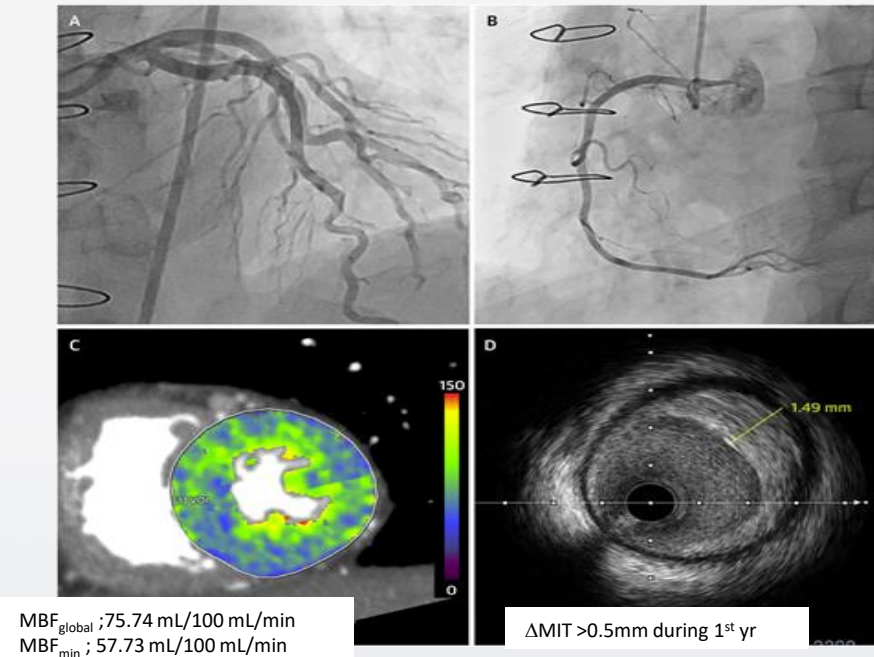 A
B
C
150
0
D
1.49 mm
MBFglobal ;75.74 mL/100 mL/min
MBFmin ; 57.73 mL/100 mL/min
ΔMIT >0.5mm during 1st yr